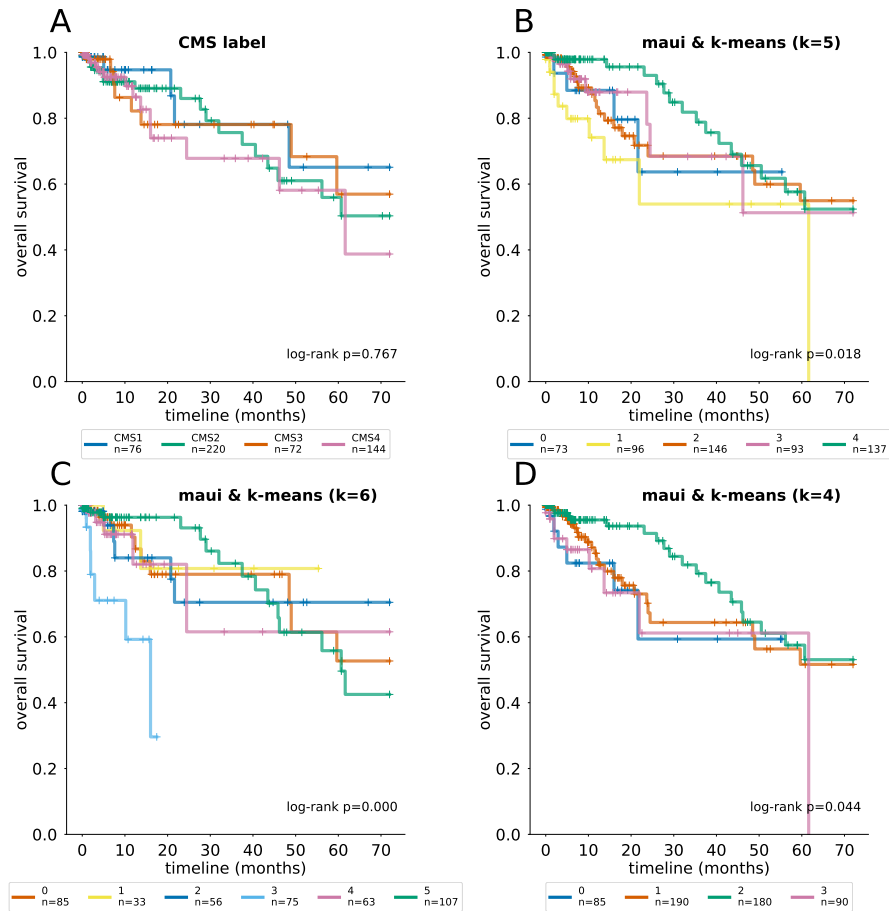 A
CMS label
1.0
0.8
0.6
0.4
0.2
0.0
overall survival
log-rank p=0.767
0 10 20 30 40 50 60 70
timeline (months)
CMS1 CMS2 CMS3 CMS4
n=76 n=220 n=72 n=144
B
maui & k-means (k=5)
1.0
0.8
0.6
0.4
0.2
0.0
overall survival
log-rank p=0.018
0 10 20 30 40 50 60 70
timeline (months)
0 1 2 3 4
n=73 n=96 n=146 n=93 n=137
C
maui & k-means (k=6)
1.0
0.8
0.6
0.4
0.2
0.0
overall survival
log-rank p=0.000
0 10 20 30 40 50 60 70
timeline (months)
0 1 2 3 4 5
n=85 n=33 n=56 n=75 n=63 n=107
D
maui & k-means (k=4)
1.0
0.8
0.6
0.4
0.2
0.0
overall survival
log-rank p=0.044
0 10 20 30 40 50 60 70
timeline (months)
0 1 2 3
n=85 n=190 n=180 n=90